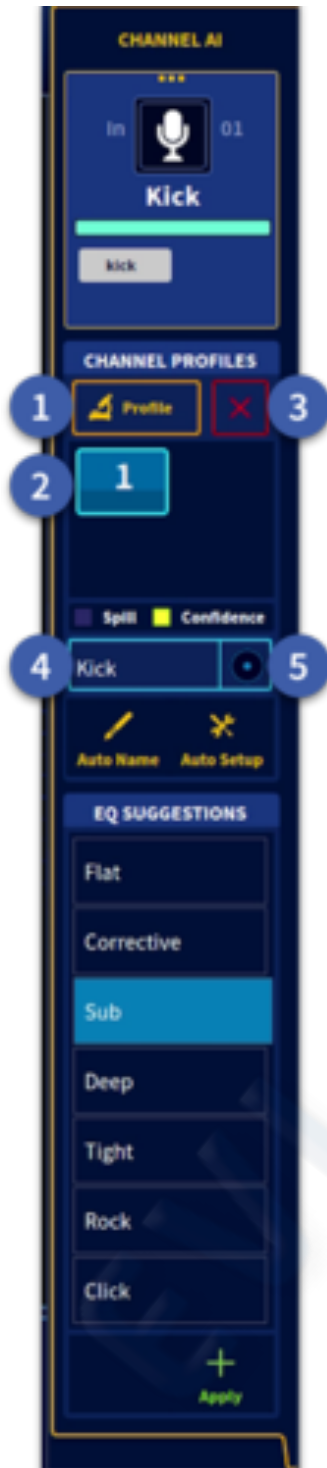 CHANNEL AI
In 01
Kick
kick
CHANNEL PROFILES
1 Profile 3
2 1
Spill Confidence
4 Kick 5
Auto Name Auto Setup
EQ SUGGESTIONS
Flat
Corrective
Sub
Deep
Tight
Rock
Click
Apply